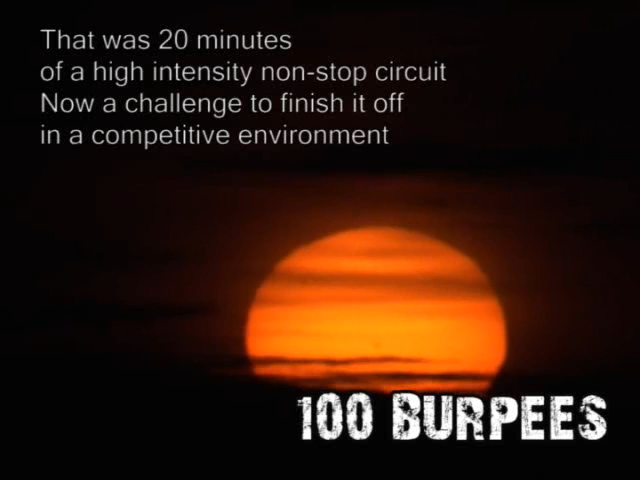 That was 20 minutes
of a high intensity non-stop circuit
Now a challenge to finish it off
in a competitive environment
100 BURPEES